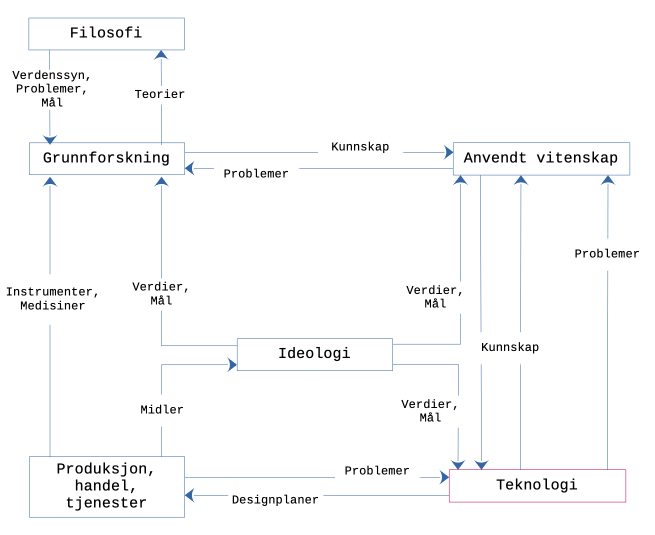 Filosofi
Verdenssyn,
Problemer,
Mål
Teorier
Grunnforskning
Kunnskap
Problemer
Anvendt vitenskap
Problemer
Instrumenter,
Medisiner
Verdier,
Mål
Verdier,
Mål
Kunnskap
Ideologi
Midler
Verdier,
Mål
Produksjon,
handel,
tjenester
Problemer
Designplaner
Teknologi